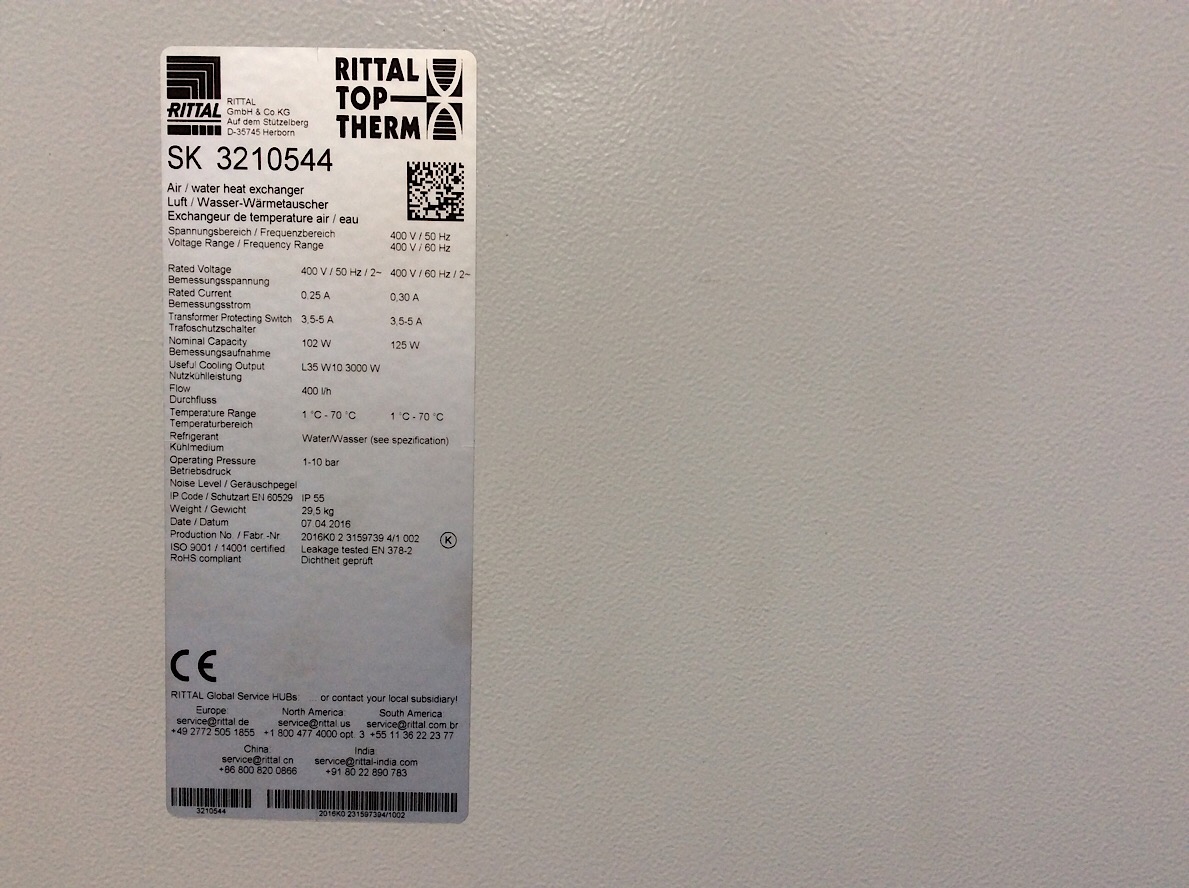 RITTAL
RITTAL
GmbH & Co KG
Auf dem Stützelberg
D-35745 Herborn
RITTAL
TOP
THERM
SK 3210544
Air / water heat exchanger
Luft / Wasser-Wärmetauscher
Exchangeur de temperature air / eau
Spannungsbereich / Frequenzbereich 400 V / 50 Hz
Voltage Range / Frequency Range 400 V / 60 Hz
Rated Voltage 400 V / 50 Hz / 2~ 400 V / 60 Hz / 2~
Bemessungsspannung
Rated Current 0,25 A 0,30 A
Bemessungsstrom
Transformer Protecting Switch 3,5-5 A 3,5-5 A
Trafoschutzschalter
Nominal Capacity 102 W 125 W
Bemessungsaufnahme
Useful Cooling Output L35 W10 3000 W
Nutzkühlleistung
Flow 400 l/h
Durchfluss
Temperature Range 1 °C - 70 °C 1 °C - 70 °C
Temperaturbereich
Refrigerant Water/Wasser (see spezification)
Kühlmedium
Operating Pressure 1-10 bar
Betriebsdruck
Noise Level / Geräuschpegel
IP Code / Schutzart EN 60529 IP 55
Weight / Gewicht 29,5 kg
Date / Datum 07.04.2016
Production No. / Fabr.-Nr. 2016K0 2 3159739 4/1 002 K
ISO 9001 / 14001 certified Leakage tested EN 378-2
RoHS compliant Dichtheit geprüft
CE
RITTAL Global Service HUBs: or contact your local subsidiary!
Europe: North America: South America
service@rittal.de service@rittal.us service@rittal.com.br
+49 2772 505 1855 +1 800 477 4000 opt. 3 +55 11 36 22 23 77
China: India:
service@rittal.cn service@rittal-india.com
+86 800 820 0866 +91 80 22 890 783
3210544 2016K0 231597394/1002